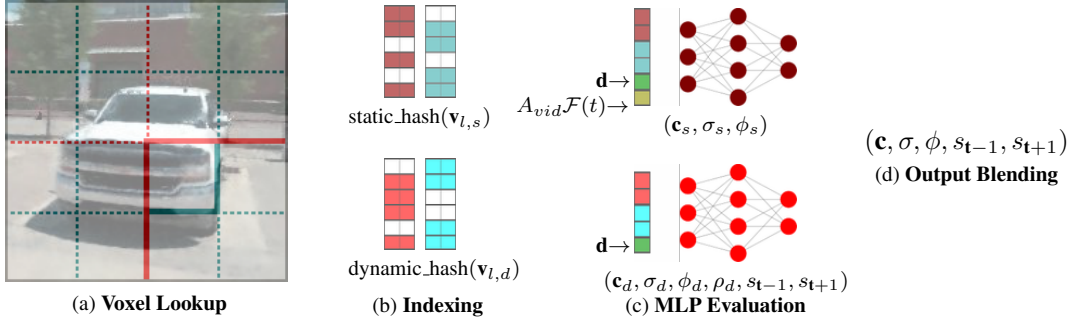 static_hash(v_{l,s})
dynamic_hash(v_{l,d})
d→
A_{vid}F(t)→
(c_s, σ_s, ϕ_s)
d→
(c_d, σ_d, ϕ_d, ρ_d, s_{t−1}, s_{t+1})
(c, σ, ϕ, s_{t−1}, s_{t+1})
(a) Voxel Lookup
(b) Indexing
(c) MLP Evaluation
(d) Output Blending